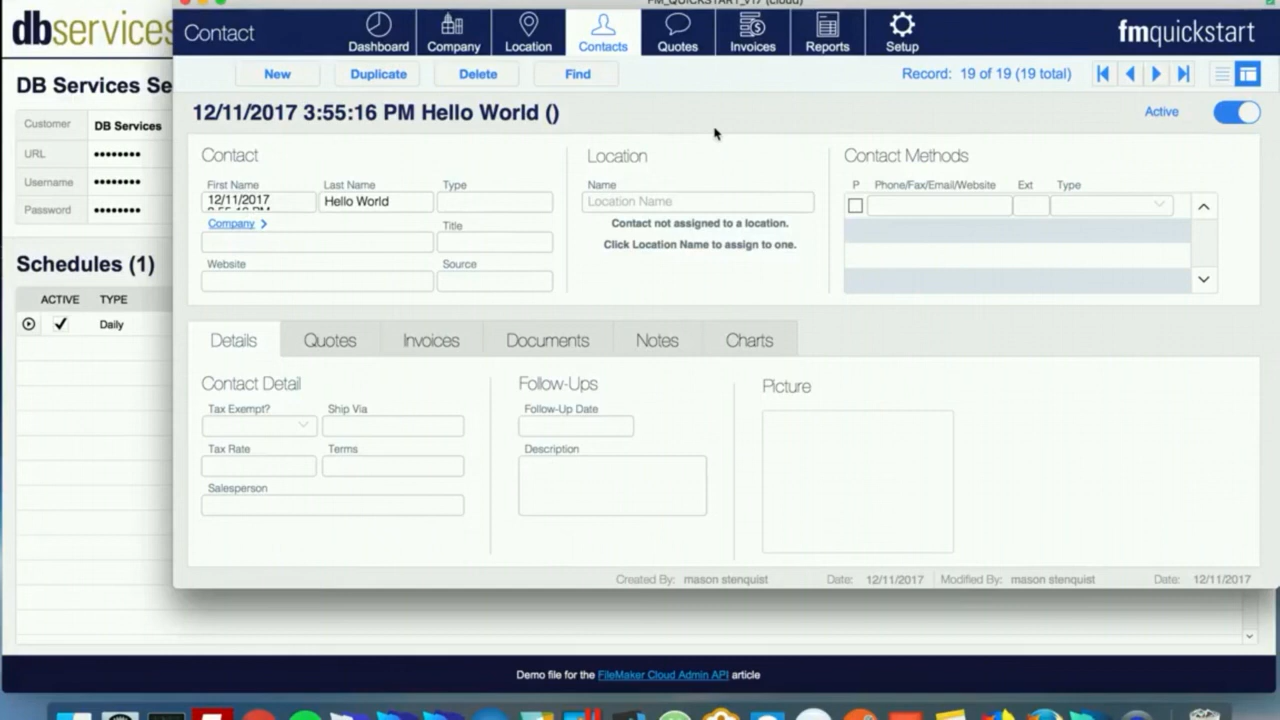 dbservices
DB Services Se
Customer DB Services
URL ••••••••
Username ••••••••
Password ••••••••
Schedules (1)
ACTIVE TYPE
Daily
FM_QUICKSTART_v17 (cloud)
Contact
Dashboard Company Location Contacts Quotes Invoices Reports Setup
fmquickstart
New Duplicate Delete Find
Record: 19 of 19 (19 total)
12/11/2017 3:55:16 PM Hello World ()
Active
Contact
First Name Last Name Type
12/11/2017 Hello World
3:55:16 PM
Company
Title
Website Source
Location
Name
Location Name
Contact not assigned to a location.
Click Location Name to assign to one.
Contact Methods
P Phone/Fax/Email/Website Ext Type
Details Quotes Invoices Documents Notes Charts
Contact Detail
Tax Exempt? Ship Via
Tax Rate Terms
Salesperson
Follow-Ups
Follow-Up Date
Description
Picture
Created By: mason stenquist Date: 12/11/2017 Modified By: mason stenquist Date: 12/11/2017
Demo file for the FileMaker Cloud Admin API article